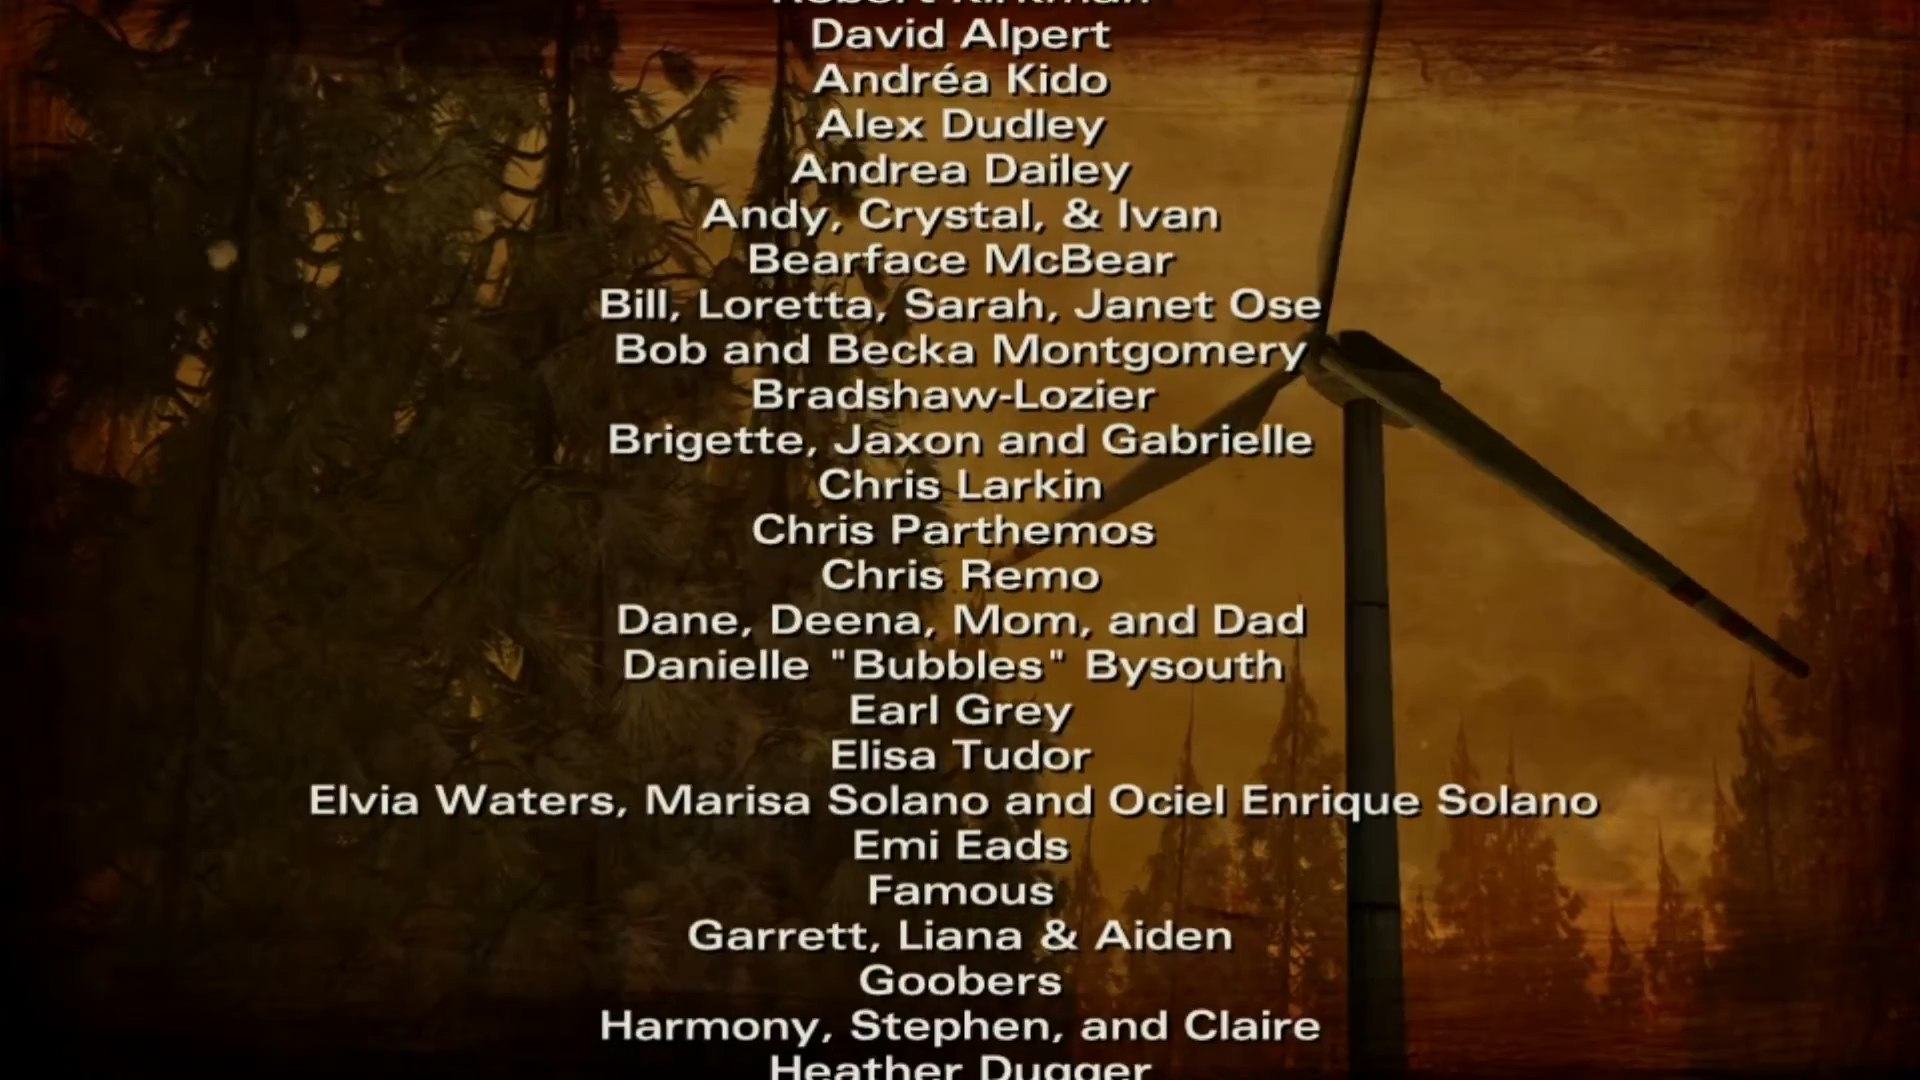 Robert Kirkman
David Alpert
Andréa Kido
Alex Dudley
Andrea Dailey
Andy, Crystal, & Ivan
Bearface McBear
Bill, Loretta, Sarah, Janet Ose
Bob and Becka Montgomery
Bradshaw-Lozier
Brigette, Jaxon and Gabrielle
Chris Larkin
Chris Parthemos
Chris Remo
Dane, Deena, Mom, and Dad
Danielle "Bubbles" Bysouth
Earl Grey
Elisa Tudor
Elvia Waters, Marisa Solano and Ociel Enrique Solano
Emi Eads
Famous
Garrett, Liana & Aiden
Goobers
Harmony, Stephen, and Claire
Heather Dugger